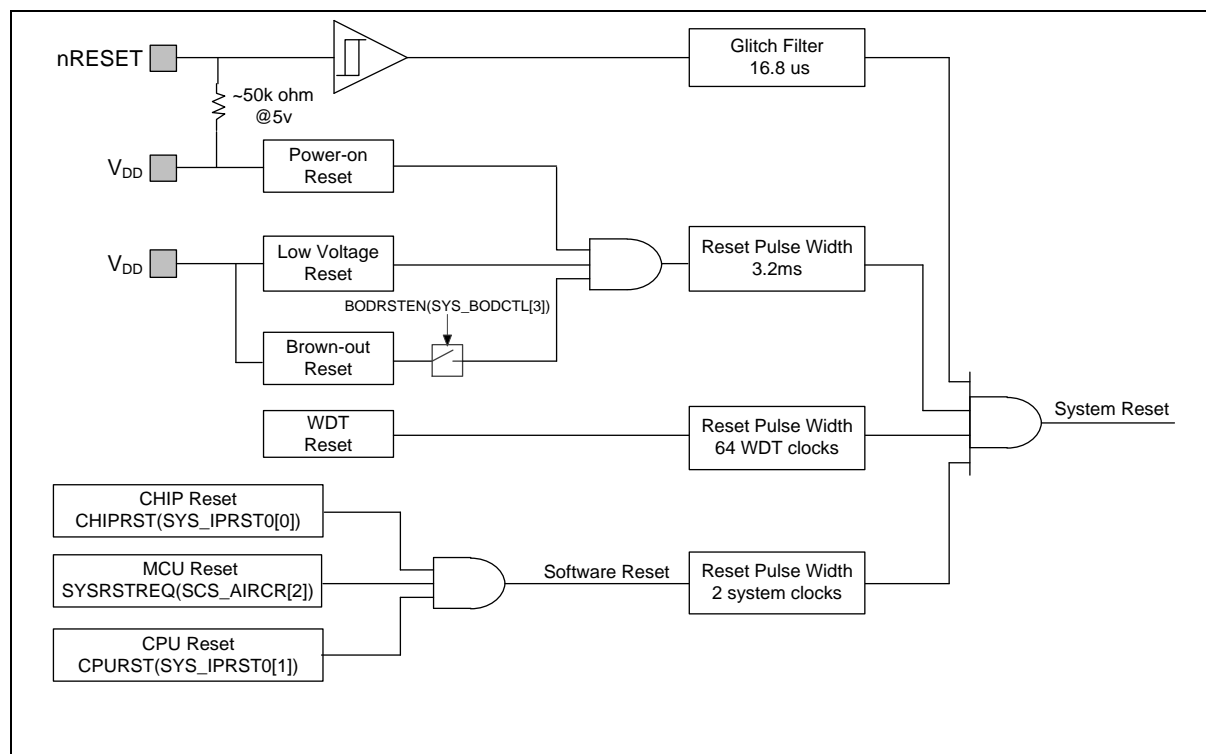 nRESET
Glitch Filter
16.8 us
~50k ohm
@5v
VDD
Power-on
Reset
VDD
Low Voltage
Reset
Reset Pulse Width
3.2ms
BODRSTEN(SYS_BODCTL[3])
Brown-out
Reset
System Reset
WDT
Reset
Reset Pulse Width
64 WDT clocks
CHIP Reset
CHIPRST(SYS_IPRST0[0])
MCU Reset
SYSRSTREQ(SCS_AIRCR[2])
Software Reset
Reset Pulse Width
2 system clocks
CPU Reset
CPURST(SYS_IPRST0[1])